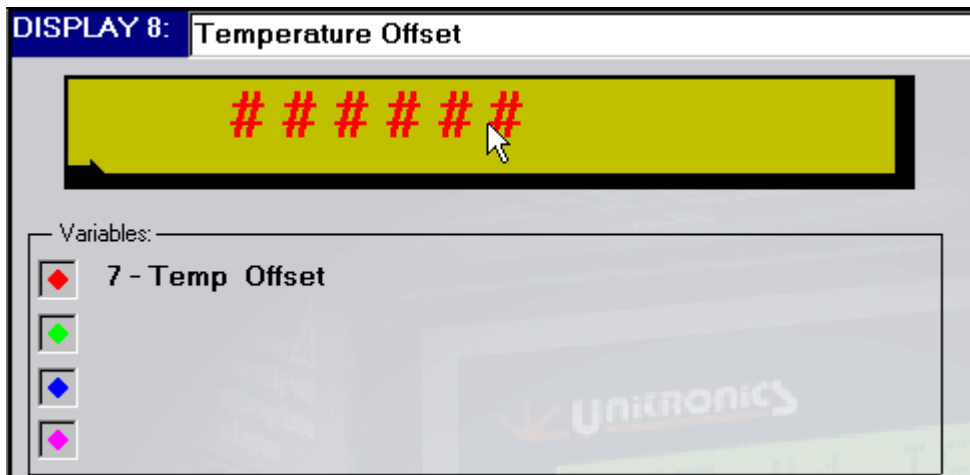 DISPLAY 8: Temperature Offset
# # # # # #
Variables:
7 - Temp Offset
UNITRONICS